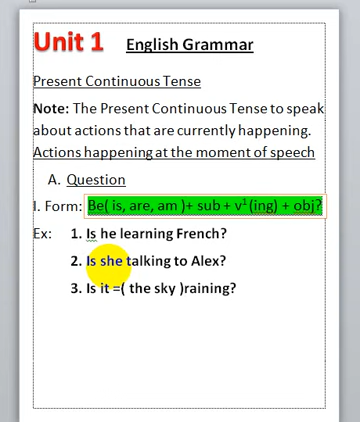 Unit 1 English Grammar
Present Continuous Tense
Note: The Present Continuous Tense to speak
about actions that are currently happening.
Actions happening at the moment of speech
A. Question
I. Form: Be( is, are, am )+ sub + v¹(ing) + obj?
Ex: 1. Is he learning French?
2. Is she talking to Alex?
3. Is it =( the sky )raining?